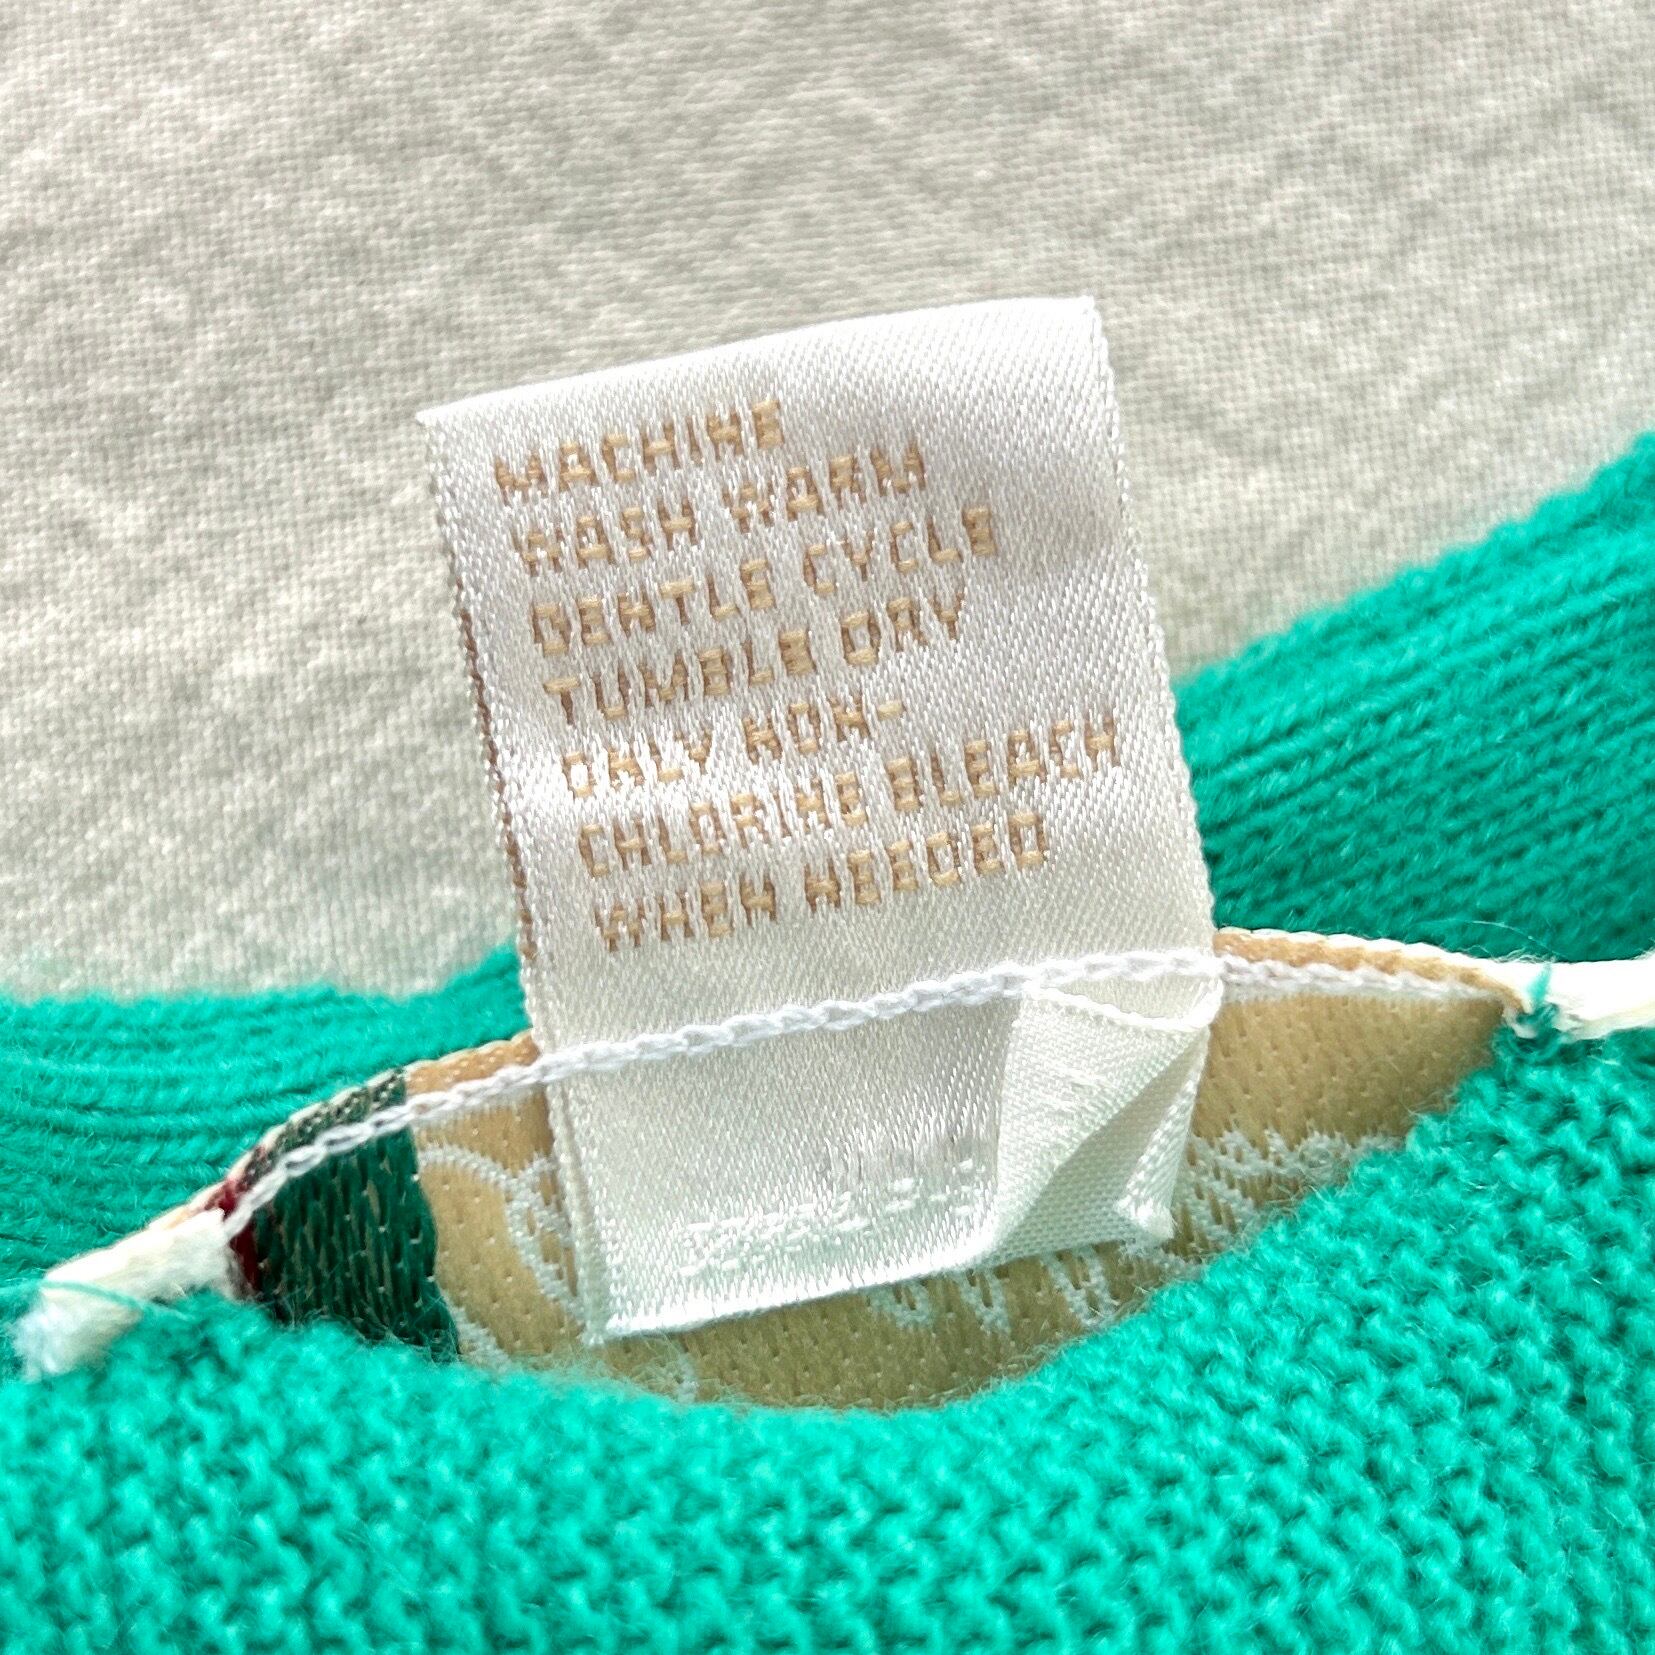 MACHINE
WASH WARM
GENTLE CYCLE
TUMBLE DRY
ONLY NON-
CHLORINE BLEACH
WHEN NEEDED